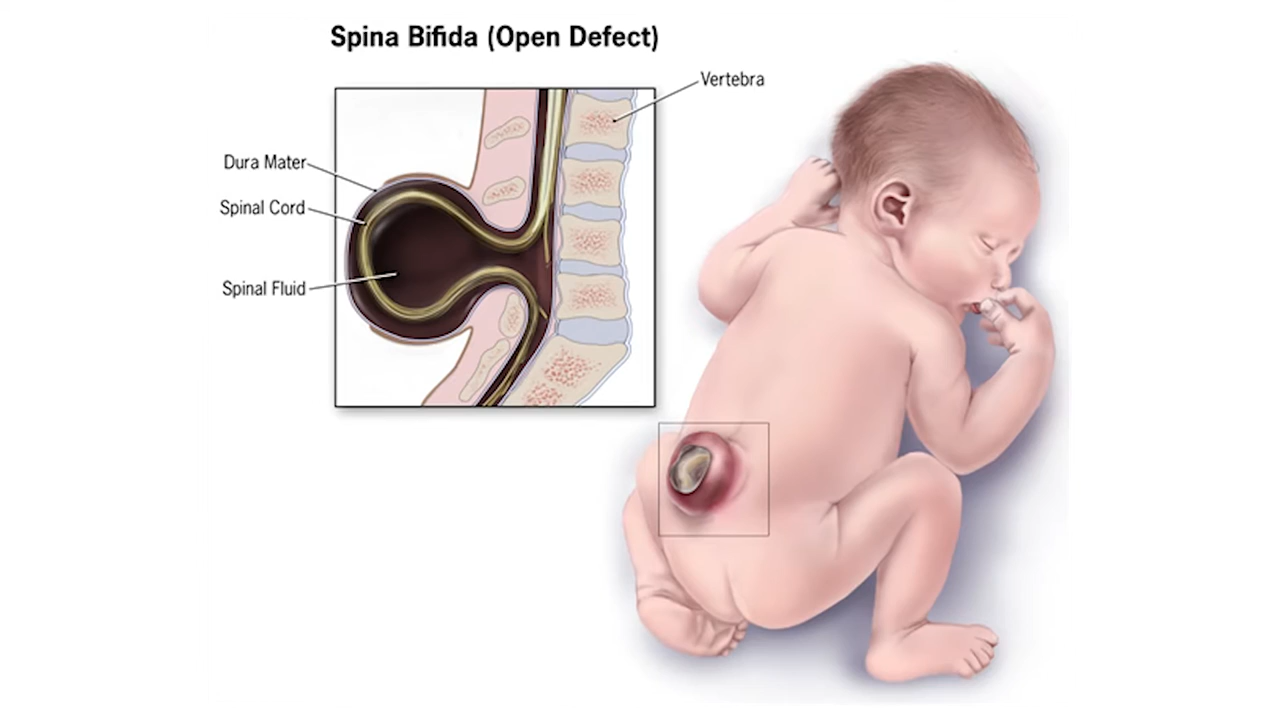 Spina Bifida (Open Defect)
Vertebra
Dura Mater
Spinal Cord
Spinal Fluid